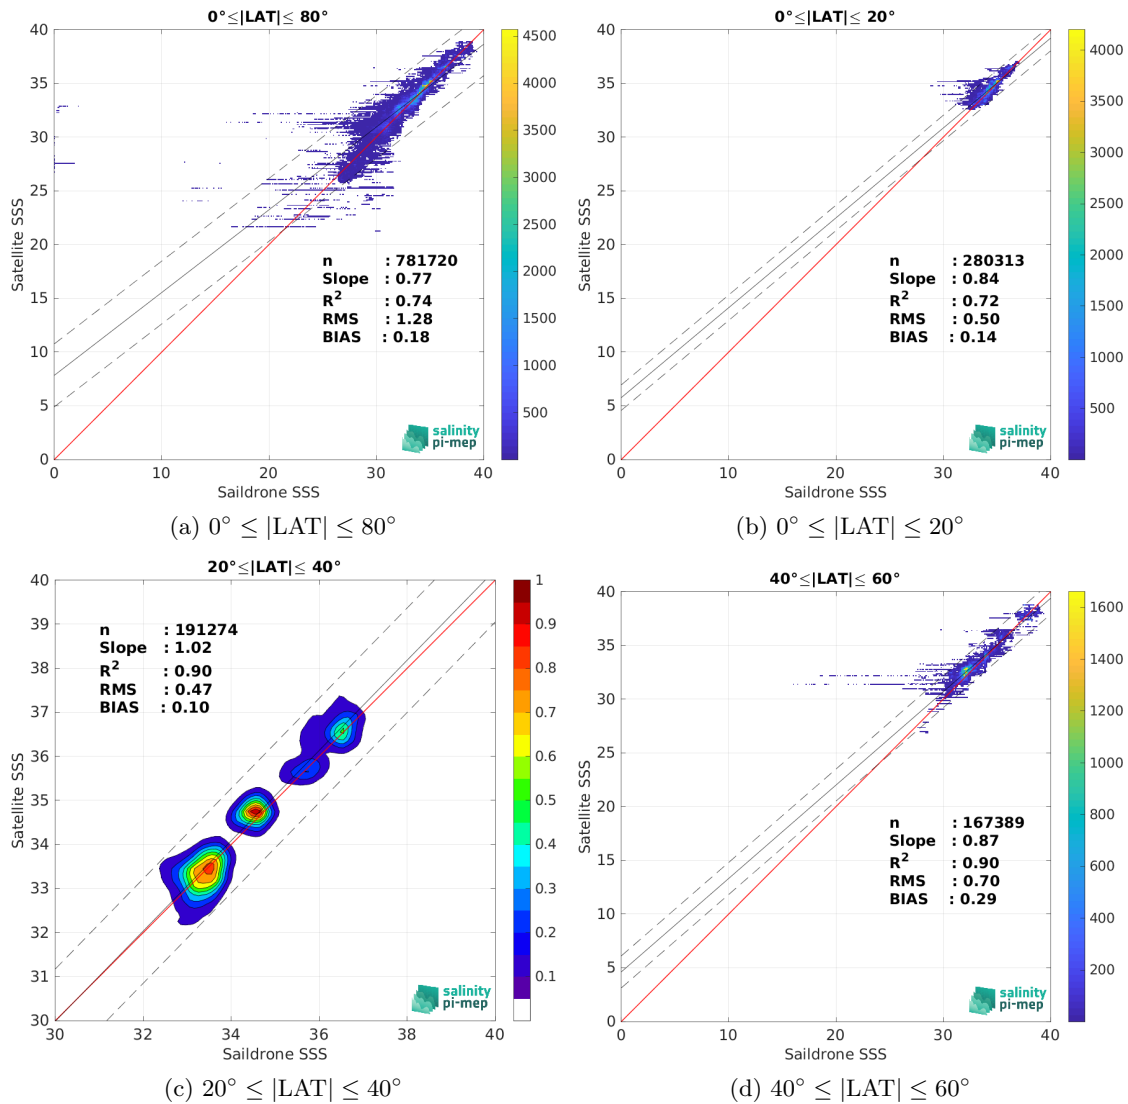 0°≤|LAT|≤ 80°
40
35
30
25
20
15
10
5
0
Satellite SSS
0
10
20
30
40
Saildrone SSS
n : 781720
Slope : 0.77
R² : 0.74
RMS : 1.28
BIAS : 0.18
salinity
pi-mep
4500
4000
3500
3000
2500
2000
1500
1000
500
(a) 0° ≤ |LAT| ≤ 80°
0°≤|LAT|≤ 20°
40
35
30
25
20
15
10
5
0
Satellite SSS
0
10
20
30
40
Saildrone SSS
n : 280313
Slope : 0.84
R² : 0.72
RMS : 0.50
BIAS : 0.14
salinity
pi-mep
4000
3500
3000
2500
2000
1500
1000
500
(b) 0° ≤ |LAT| ≤ 20°
20°≤|LAT|≤ 40°
40
39
38
37
36
35
34
33
32
31
30
Satellite SSS
30
32
34
36
38
40
Saildrone SSS
n : 191274
Slope : 1.02
R² : 0.90
RMS : 0.47
BIAS : 0.10
salinity
pi-mep
1
0.9
0.8
0.7
0.6
0.5
0.4
0.3
0.2
0.1
(c) 20° ≤ |LAT| ≤ 40°
40°≤|LAT|≤ 60°
40
35
30
25
20
15
10
5
0
Satellite SSS
0
10
20
30
40
Saildrone SSS
n : 167389
Slope : 0.87
R² : 0.90
RMS : 0.70
BIAS : 0.29
salinity
pi-mep
1600
1400
1200
1000
800
600
400
200
(d) 40° ≤ |LAT| ≤ 60°